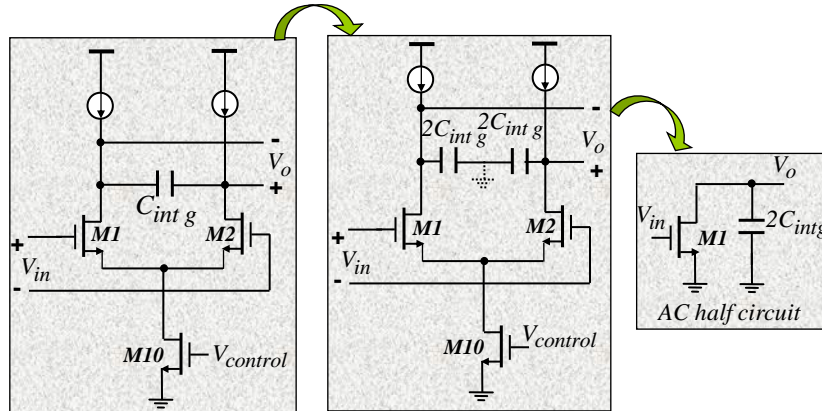 -
V_o
+
C_int g
M1
M2
+
V_in
-
M10
V_control
-
2C_int g
2C_int g
V_o
+
M1
M2
+
V_in
-
M10
V_control
V_o
V_in
M1
2C_intg
AC half circuit